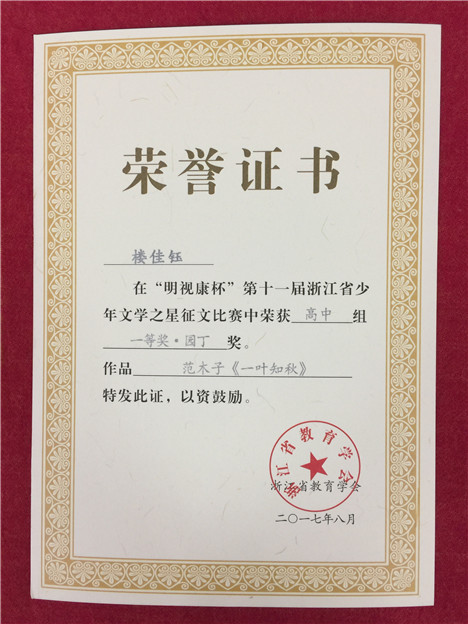 荣誉证书
楼佳钰
在“明视康杯”第十一届浙江省少
年文学之星征文比赛中荣获 高中 组
一等奖·园丁 奖。
作品 范木子《一叶知秋》
特发此证，以资鼓励。
浙江省教育学会
浙江省教育学会
二〇一七年八月